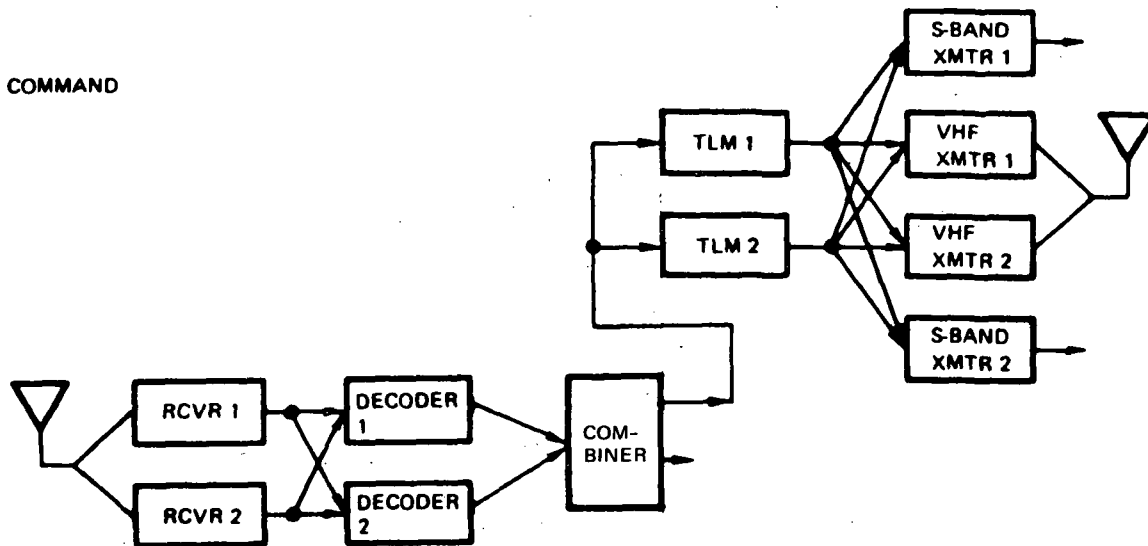 COMMAND
S-BAND
XMTR 1
TLM 1
VHF
XMTR 1
TLM 2
VHF
XMTR 2
S-BAND
XMTR 2
RCVR 1
DECODER
1
COM-
BINER
RCVR 2
DECODER
2